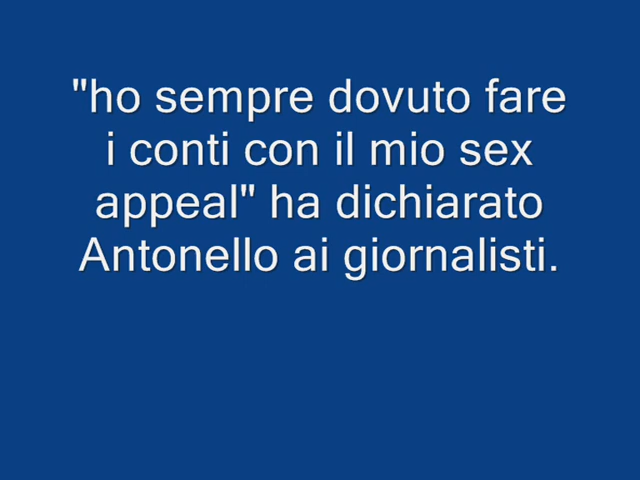 "ho sempre dovuto fare
i conti con il mio sex
appeal" ha dichiarato
Antonello ai giornalisti.